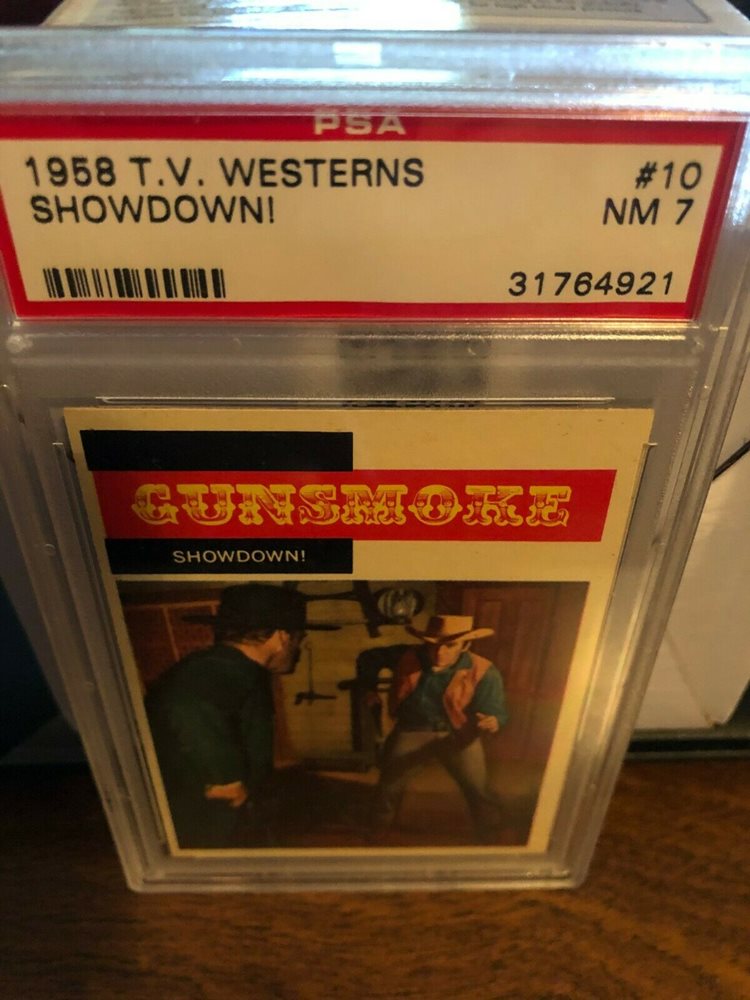 PSA
1958 T.V. WESTERNS #10
SHOWDOWN! NM 7
31764921
GUNSMOKE
SHOWDOWN!